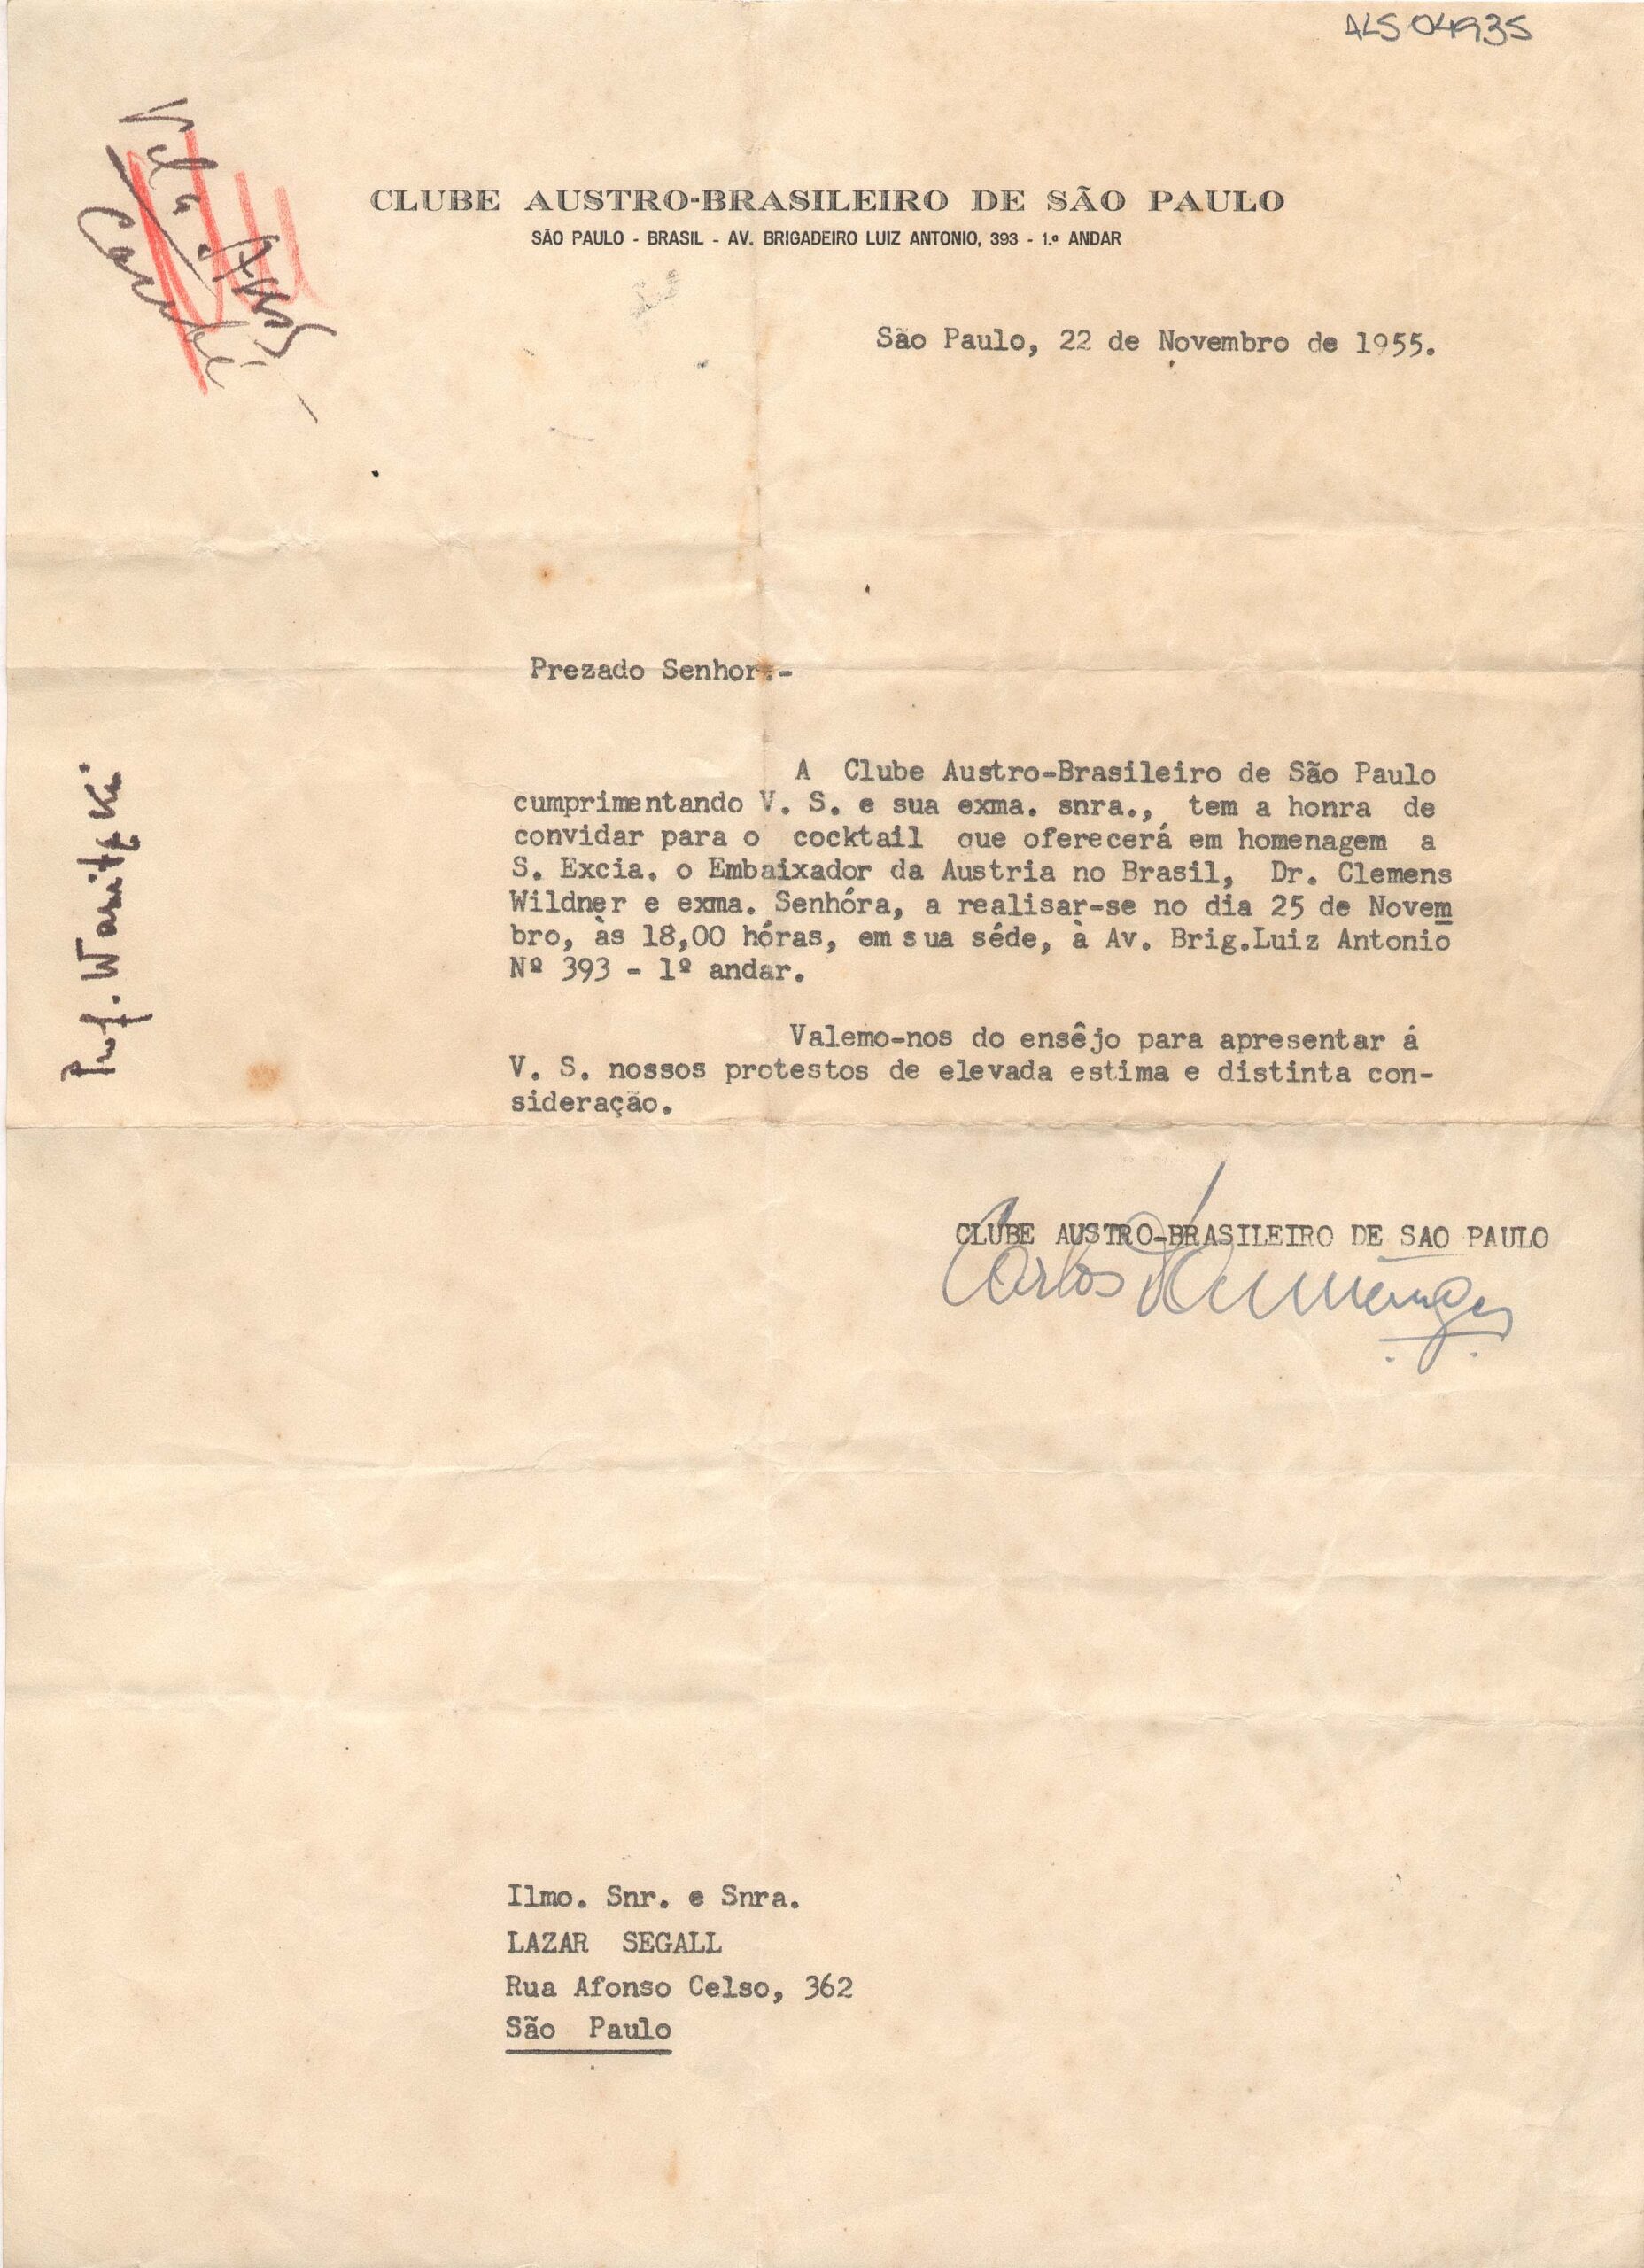 ALS 04935
CLUBE AUSTRO-BRASILEIRO DE SÃO PAULO
SÃO PAULO - BRASIL - AV. BRIGADEIRO LUIZ ANTONIO, 393 - 1.º ANDAR
São Paulo, 22 de Novembro de 1955.
Prezado Senhor:-
A Clube Austro-Brasileiro de São Paulo
cumprimentando V. S. e sua exma. snra., tem a honra de
convidar para o cocktail que oferecerá em homenagem a
S. Excia. o Embaixador da Austria no Brasil, Dr. Clemens
Wildner e exma. Senhóra, a realisar-se no dia 25 de Novem
bro, às 18,00 hóras, em sua séde, à Av. Brig.Luiz Antonio
Nº 393 - 1º andar.
Valemo-nos do ensêjo para apresentar á
V. S. nossos protestos de elevada estima e distinta con-
sideração.
CLUBE AUSTRO-BRASILEIRO DE SAO PAULO
Carlos
Ilmo. Snr. e Snra.
LAZAR SEGALL
Rua Afonso Celso, 362
São Paulo
Prof.